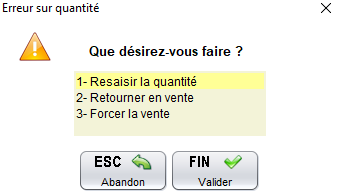 Erreur sur quantité
Que désirez-vous faire ?
1- Resaisir la quantité
2- Retourner en vente
3- Forcer la vente
ESC FIN
Abandon Valider